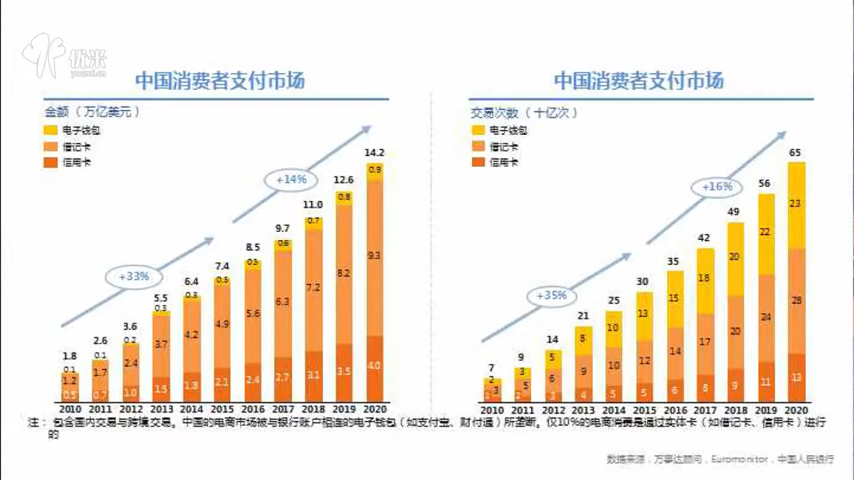 优米
youmi.cn
中国消费者支付市场
金额（万亿美元）
电子钱包
借记卡
信用卡
+33%
+14%
1.8 2.6 3.6 5.5 6.4 7.4 8.5 9.7 11.0 12.6 14.2
0.1 0.1 0.2 0.3 0.3 0.5 0.5 0.6 0.7 0.8 0.9
1.2 1.7 2.4 3.7 4.2 4.9 5.6 6.3 7.2 8.2 9.3
0.5 0.7 1.0 1.5 1.8 2.1 2.4 2.7 3.1 3.5 4.0
2010 2011 2012 2013 2014 2015 2016 2017 2018 2019 2020
中国消费者支付市场
交易次数（十亿次）
电子钱包
借记卡
信用卡
+35%
+16%
7 9 14 21 25 30 35 42 49 56 65
2 3 5 8 10 13 15 18 20 22 23
3 5 6 9 10 12 14 17 20 24 28
2 2 3 4 5 5 6 8 9 11 13
2010 2011 2012 2013 2014 2015 2016 2017 2018 2019 2020
注：包含国内交易与跨境交易。中国的电商市场被与银行账户相连的电子钱包（如支付宝、财付通）所垄断。仅10%的电商消费是通过实体卡（如借记卡、信用卡）进行
的
数据来源，万事达顾问，Euromonitor，中国人民银行